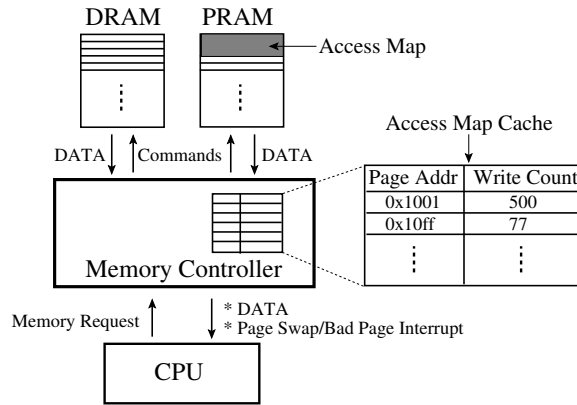 DRAM PRAM
Access Map
DATA Commands DATA
Access Map Cache
Page Addr Write Count
0x1001 500
0x10ff 77
Memory Controller
Memory Request
* DATA
* Page Swap/Bad Page Interrupt
CPU